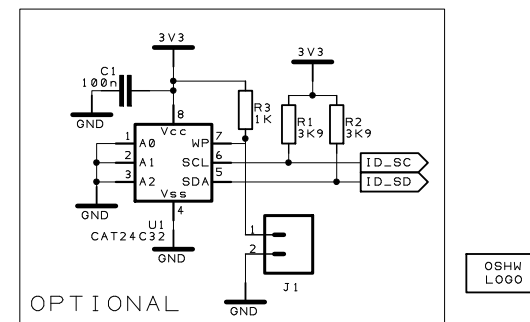 3V3
C1
100n
GND
3V3
R3
1K
R1
3K9
R2
3K9
8
Vcc
1 A0
2 A1
3 A2
WP 7
SCL 6
SDA 5
Vss
4
ID_SC
ID_SD
GND
U1
CAT24C32
GND
1
2
J1
GND
OPTIONAL
OSHW
LOGO